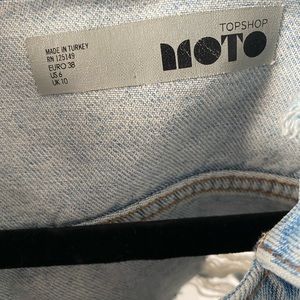 TOPSHOP
MOTO
MADE IN TURKEY
RN 125149
EURO 38
US 6
UK 10